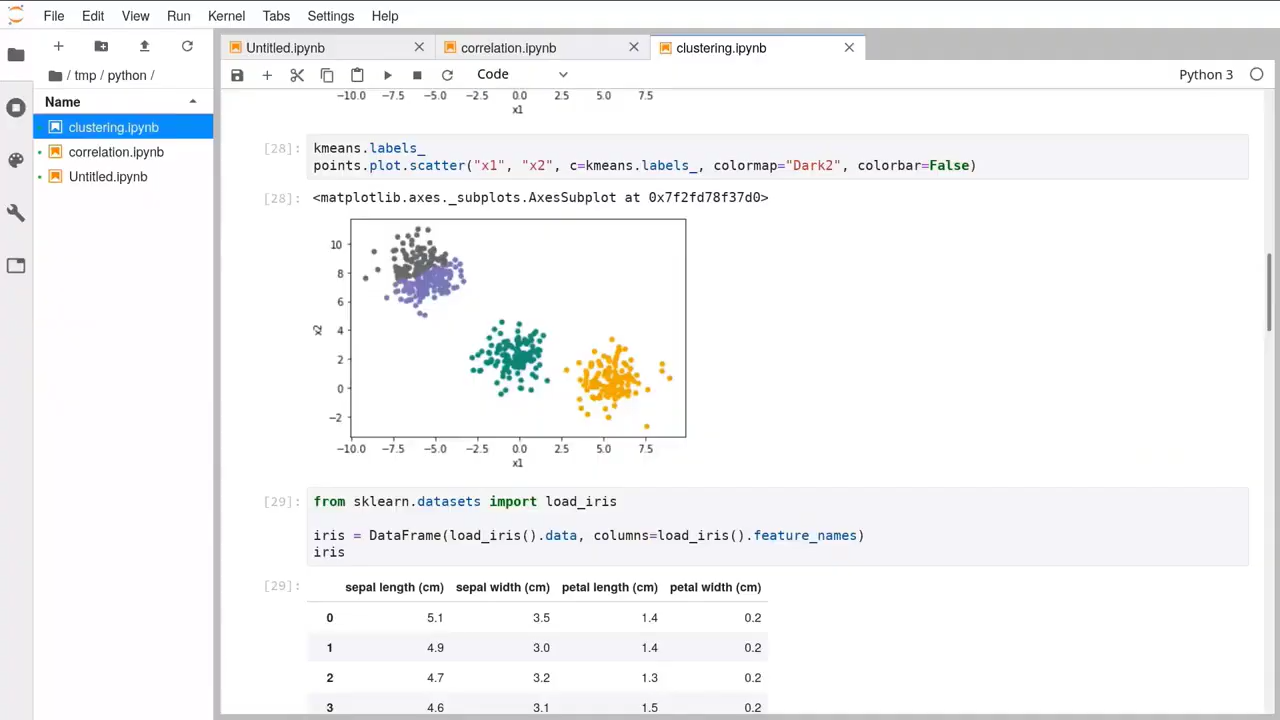 File Edit View Run Kernel Tabs Settings Help
Untitled.ipynb
correlation.ipynb
clustering.ipynb
/ tmp / python /
Code
Python 3
Name
clustering.ipynb
correlation.ipynb
Untitled.ipynb
−10.0 −7.5 −5.0 −2.5 0.0 2.5 5.0 7.5
x1
[28]: kmeans.labels_
points.plot.scatter("x1", "x2", c=kmeans.labels_, colormap="Dark2", colorbar=False)
[28]: <matplotlib.axes._subplots.AxesSubplot at 0x7f2fd78f37d0>
10
8
6
4
2
0
−2
x2
−10.0 −7.5 −5.0 −2.5 0.0 2.5 5.0 7.5
x1
[29]: from sklearn.datasets import load_iris
iris = DataFrame(load_iris().data, columns=load_iris().feature_names)
iris
[29]: sepal length (cm) sepal width (cm) petal length (cm) petal width (cm)
0 5.1 3.5 1.4 0.2
1 4.9 3.0 1.4 0.2
2 4.7 3.2 1.3 0.2
3 4.6 3.1 1.5 0.2